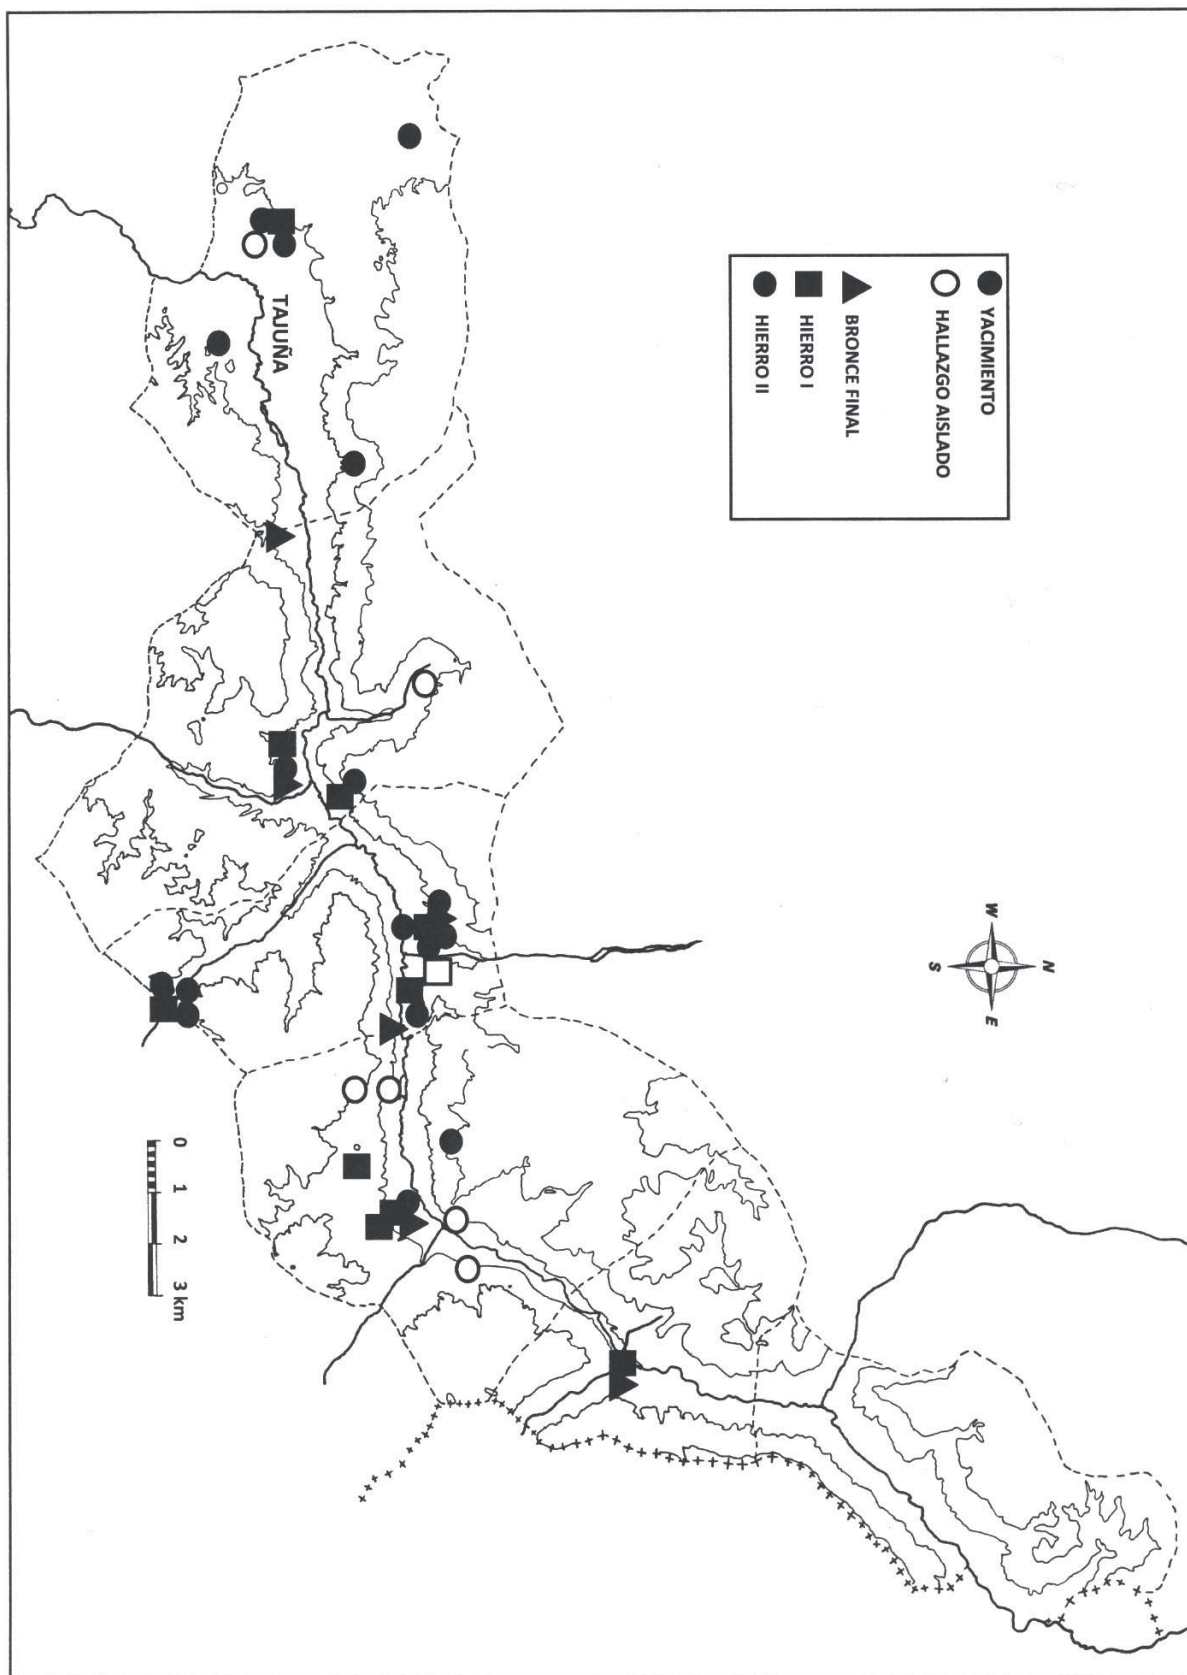 YACIMIENTO
HALLAZGO AISLADO
BRONCE FINAL
HIERRO I
HIERRO II
TAJUÑA
N
W
E
S
0 1 2 3 km